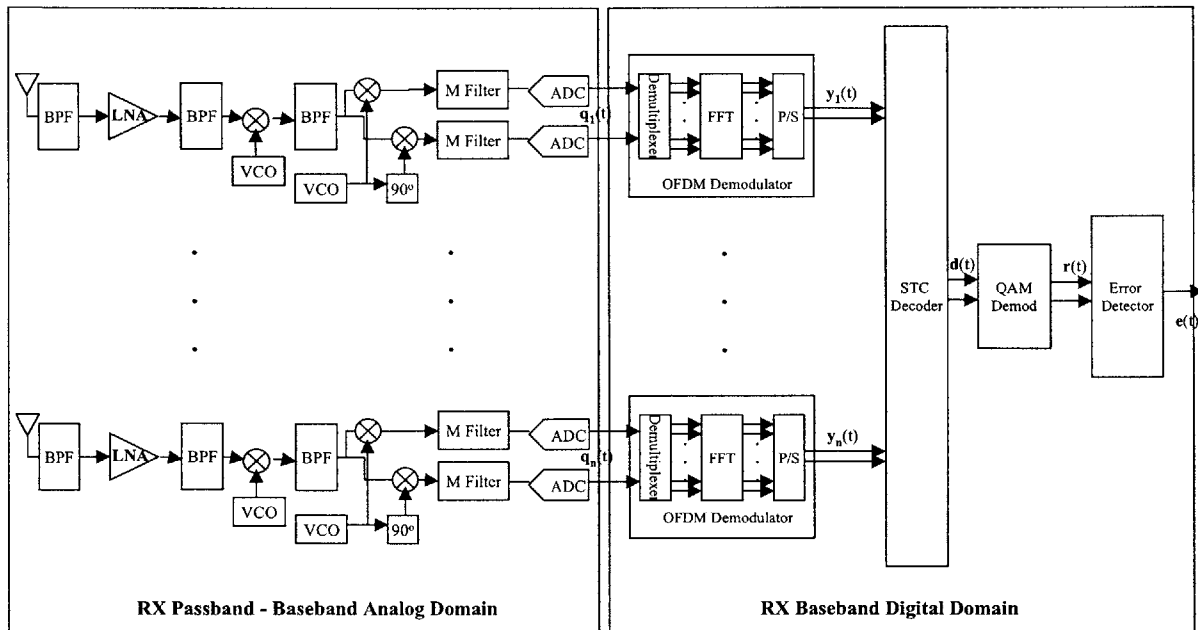 BPF
LNA
BPF
BPF
VCO
VCO
90º
M Filter
M Filter
ADC
ADC
q1(t)
Demultiplexer
FFT
P/S
OFDM Demodulator
y1(t)
STC
Decoder
d(t)
QAM
Demod
r(t)
Error
Detector
e(t)
BPF
LNA
BPF
BPF
VCO
VCO
90º
M Filter
M Filter
ADC
ADC
qn(t)
Demultiplexer
FFT
P/S
OFDM Demodulator
yn(t)
RX Passband - Baseband Analog Domain
RX Baseband Digital Domain